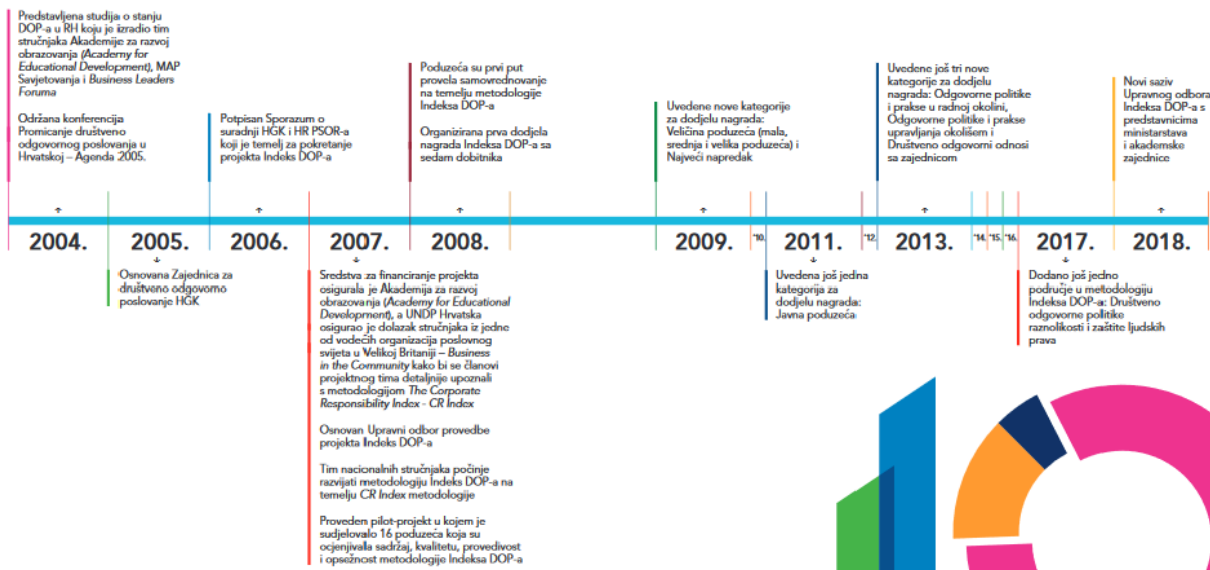 Predstavljena studija o stanju
DOP-a u RH koju je izradio tim
stručnjaka Akademije za razvoj
obrazovanja (Academy for
Educational Development), MAP
Savjetovanja i Business Leaders
Foruma
Održana konferencija
Promicanje društveno
odgovornog poslovanja u
Hrvatskoj – Agenda 2005.
Potpisan Sporazum o
suradnji HGK i HR PSOR-a
koji je temelj za pokretanje
projekta Indeks DOP-a
Poduzeća su prvi put
provela samovrednovanje
na temelju metodologije
Indeksa DOP-a
Organizirana prva dodjela
nagrada Indeksa DOP-a sa
sedam dobitnika
Uvedene nove kategorije
za dodjelu nagrada:
Veličina poduzeća (mala,
srednja i velika poduzeća) i
Najveći napredak
Uvedene još tri nove
kategorije za dodjelu
nagrada: Odgovorne politike
i prakse u radnoj okolini,
Odgovorne politike i prakse
upravljanja okolišem i
Društveno odgovorni odnosi
sa zajednicom
Novi saziv
Upravnog odbora
Indeksa DOP-a s
predstavnicima
ministarstava
i akademske
zajednice
2004. 2005. 2006. 2007. 2008. 2009. '10. 2011. '12. 2013. '14. '15. '16. 2017. 2018.
Osnovana Zajednica za
društveno odgovorno
poslovanje HGK
Sredstva za financiranje projekta
osigurala je Akademija za razvoj
obrazovanja (Academy for Educational
Development), a UNDP Hrvatska
osigurao je dolazak stručnjaka iz jedne
od vodećih organizacija poslovnog
svijeta u Velikoj Britaniji – Business
in the Community kako bi se članovi
projektnog tima detaljnije upoznali
s metodologijom The Corporate
Responsibility Index - CR Index
Osnovan Upravni odbor provedbe
projekta Indeks DOP-a
Tim nacionalnih stručnjaka počinje
razvijati metodologiju Indeks DOP-a na
temelju CR Index metodologije
Proveden pilot-projekt u kojem je
sudjelovalo 16 poduzeća koja su
ocjenjivala sadržaj, kvalitetu, provedivost
i opsežnost metodologije Indeksa DOP-a
Uvedena još jedna
kategorija za
dodjelu nagrada:
Javna poduzeća
Dodano još jedno
područje u metodologiju
Indeksa DOP-a: Društveno
odgovorne politike
raznolikosti i zaštite ljudskih
prava